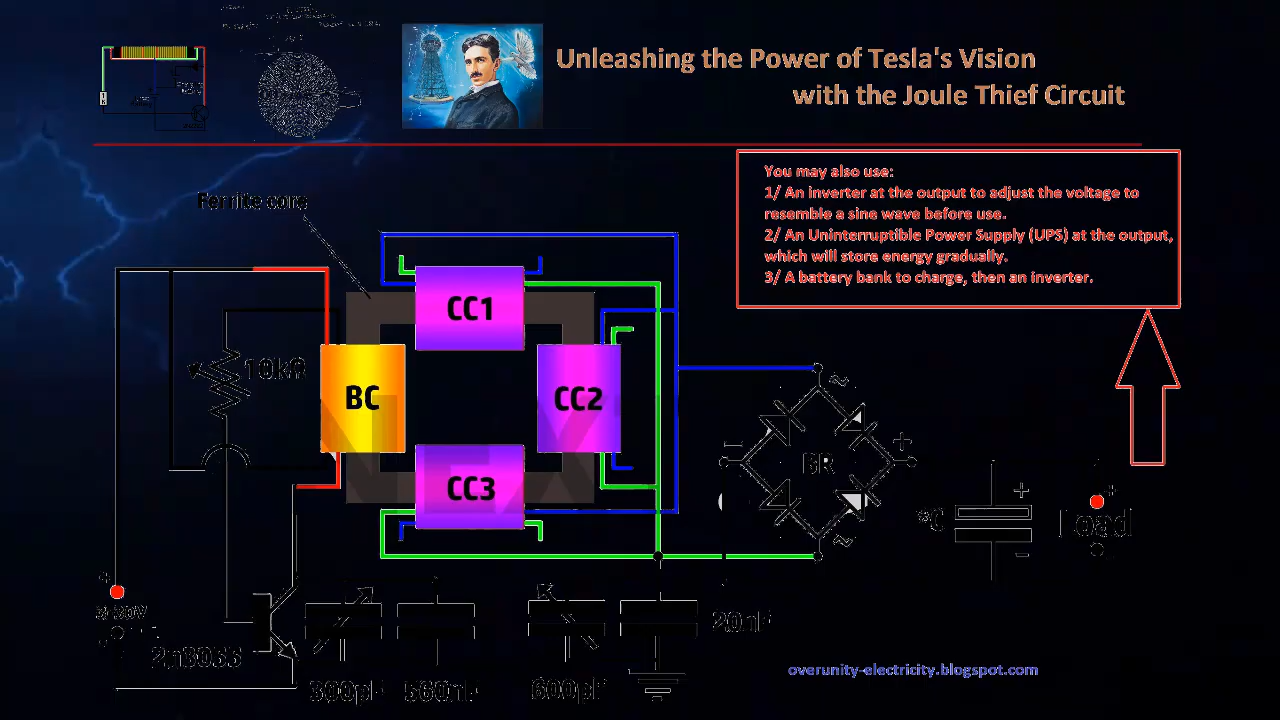 Unleashing the Power of Tesla's Vision
with the Joule Thief Circuit
You may also use:
1/ An inverter at the output to adjust the voltage to
resemble a sine wave before use.
2/ An Uninterruptible Power Supply (UPS) at the output,
which will store energy gradually.
3/ A battery bank to charge, then an inverter.
Ferrite core
CC1
10kΩ
BC
CC2
~
+
BR
−
CC3
~
*C
+
−
+
Load
-
+
2n3055
300pF
560nF
600pF
20nF
overunity-electricity.blogspot.com